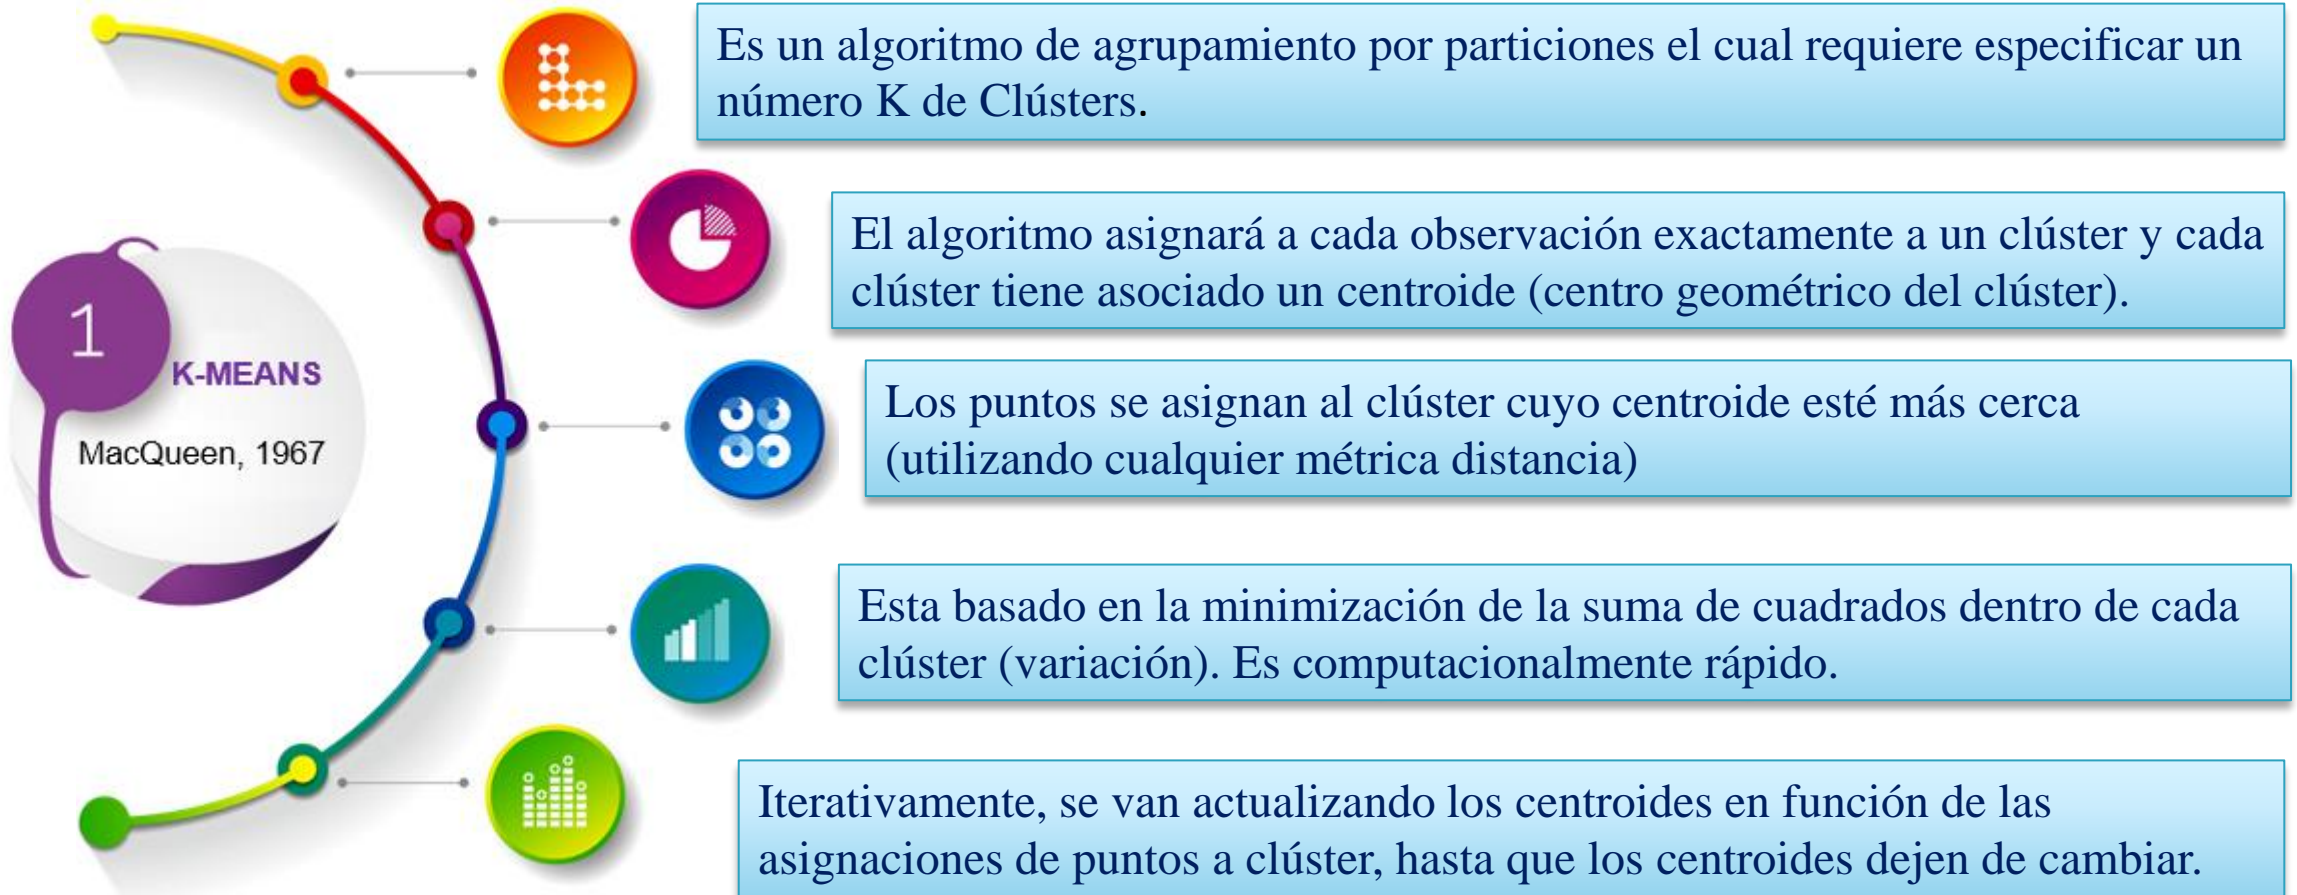 Es un algoritmo de agrupamiento por particiones el cual requiere especificar un
número K de Clústers.
El algoritmo asignará a cada observación exactamente a un clúster y cada
clúster tiene asociado un centroide (centro geométrico del clúster).
1
K-MEANS
MacQueen, 1967
Los puntos se asignan al clúster cuyo centroide esté más cerca
(utilizando cualquier métrica distancia)
Esta basado en la minimización de la suma de cuadrados dentro de cada
clúster (variación). Es computacionalmente rápido.
Iterativamente, se van actualizando los centroides en función de las
asignaciones de puntos a clúster, hasta que los centroides dejen de cambiar.